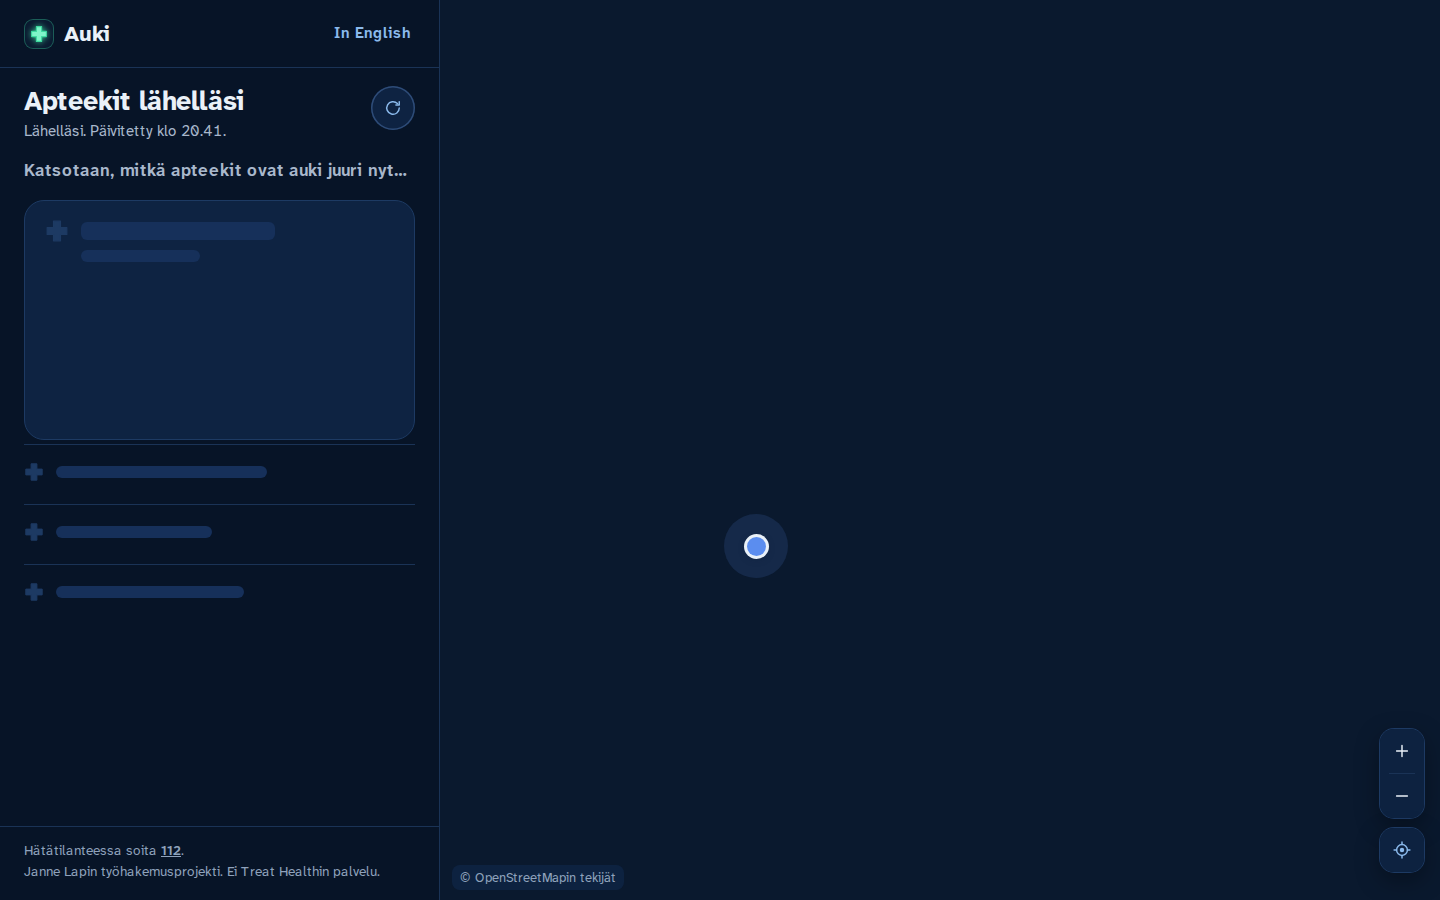 Auki
In English
Apteekit lähelläsi
Lähelläsi. Päivitetty klo 20.41.
Katsotaan, mitkä apteekit ovat auki juuri nyt…
Hätätilanteessa soita 112.
Janne Lapin työhakemusprojekti. Ei Treat Healthin palvelu.
© OpenStreetMapin tekijät